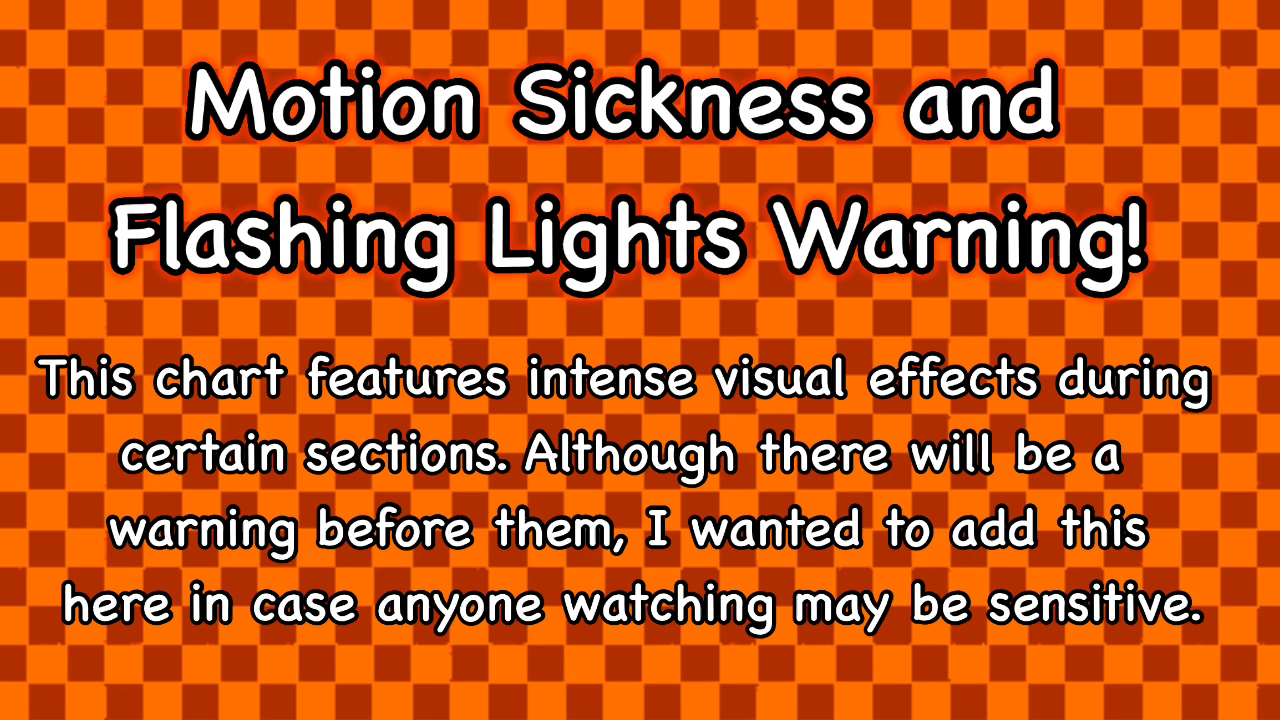 Motion Sickness and
Flashing Lights Warning!
This chart features intense visual effects during
certain sections. Although there will be a
warning before them, I wanted to add this
here in case anyone watching may be sensitive.